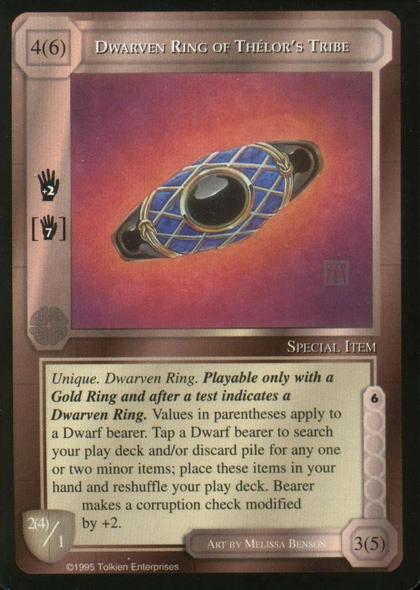 4(6)
Dwarven Ring of Thélor's Tribe
+2
[7]
Special Item
Unique. Dwarven Ring. Playable only with a
Gold Ring and after a test indicates a
Dwarven Ring. Values in parentheses apply to
a Dwarf bearer. Tap a Dwarf bearer to search
your play deck and/or discard pile for any one
or two minor items; place these items in your
hand and reshuffle your play deck. Bearer
makes a corruption check modified
by +2.
6
2(4)/1
Art by Melissa Benson
3(5)
©1995 Tolkien Enterprises